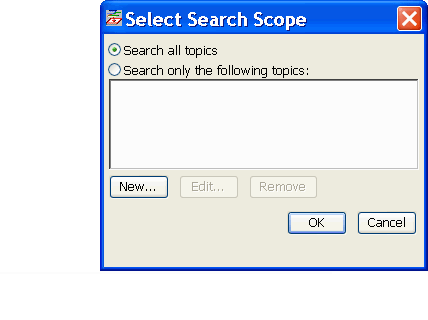 Select Search Scope
Search all topics
Search only the following topics:
New... Edit... Remove
OK Cancel